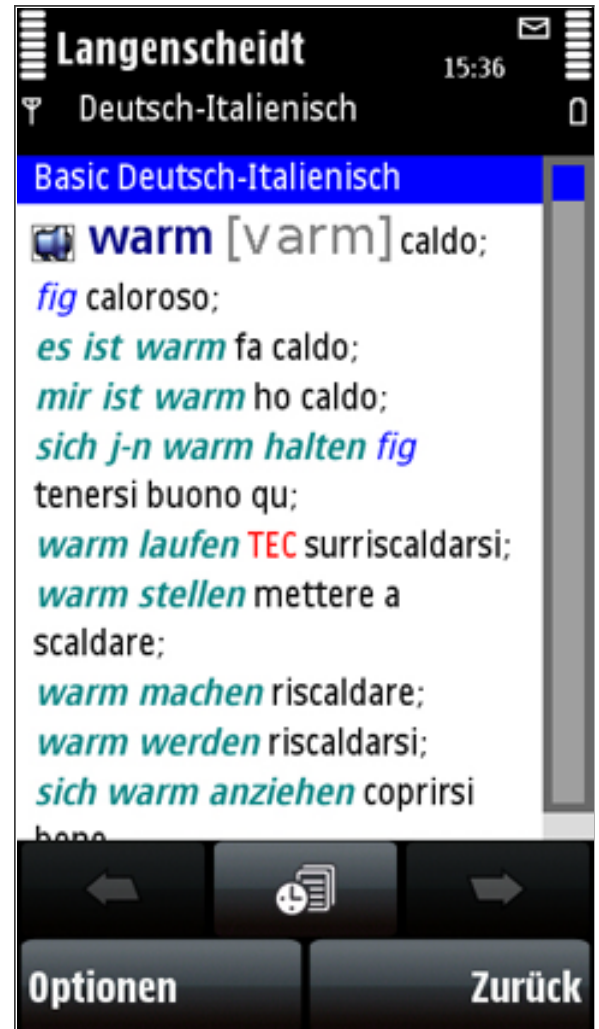 Langenscheidt
15:36
Deutsch-Italienisch
Basic Deutsch-Italienisch
warm [varm] caldo;
fig caloroso;
es ist warm fa caldo;
mir ist warm ho caldo;
sich j-n warm halten fig
tenersi buono qu;
warm laufen TEC surriscaldarsi;
warm stellen mettere a
scaldare;
warm machen riscaldare;
warm werden riscaldarsi;
sich warm anziehen coprirsi
bene
Optionen Zurück